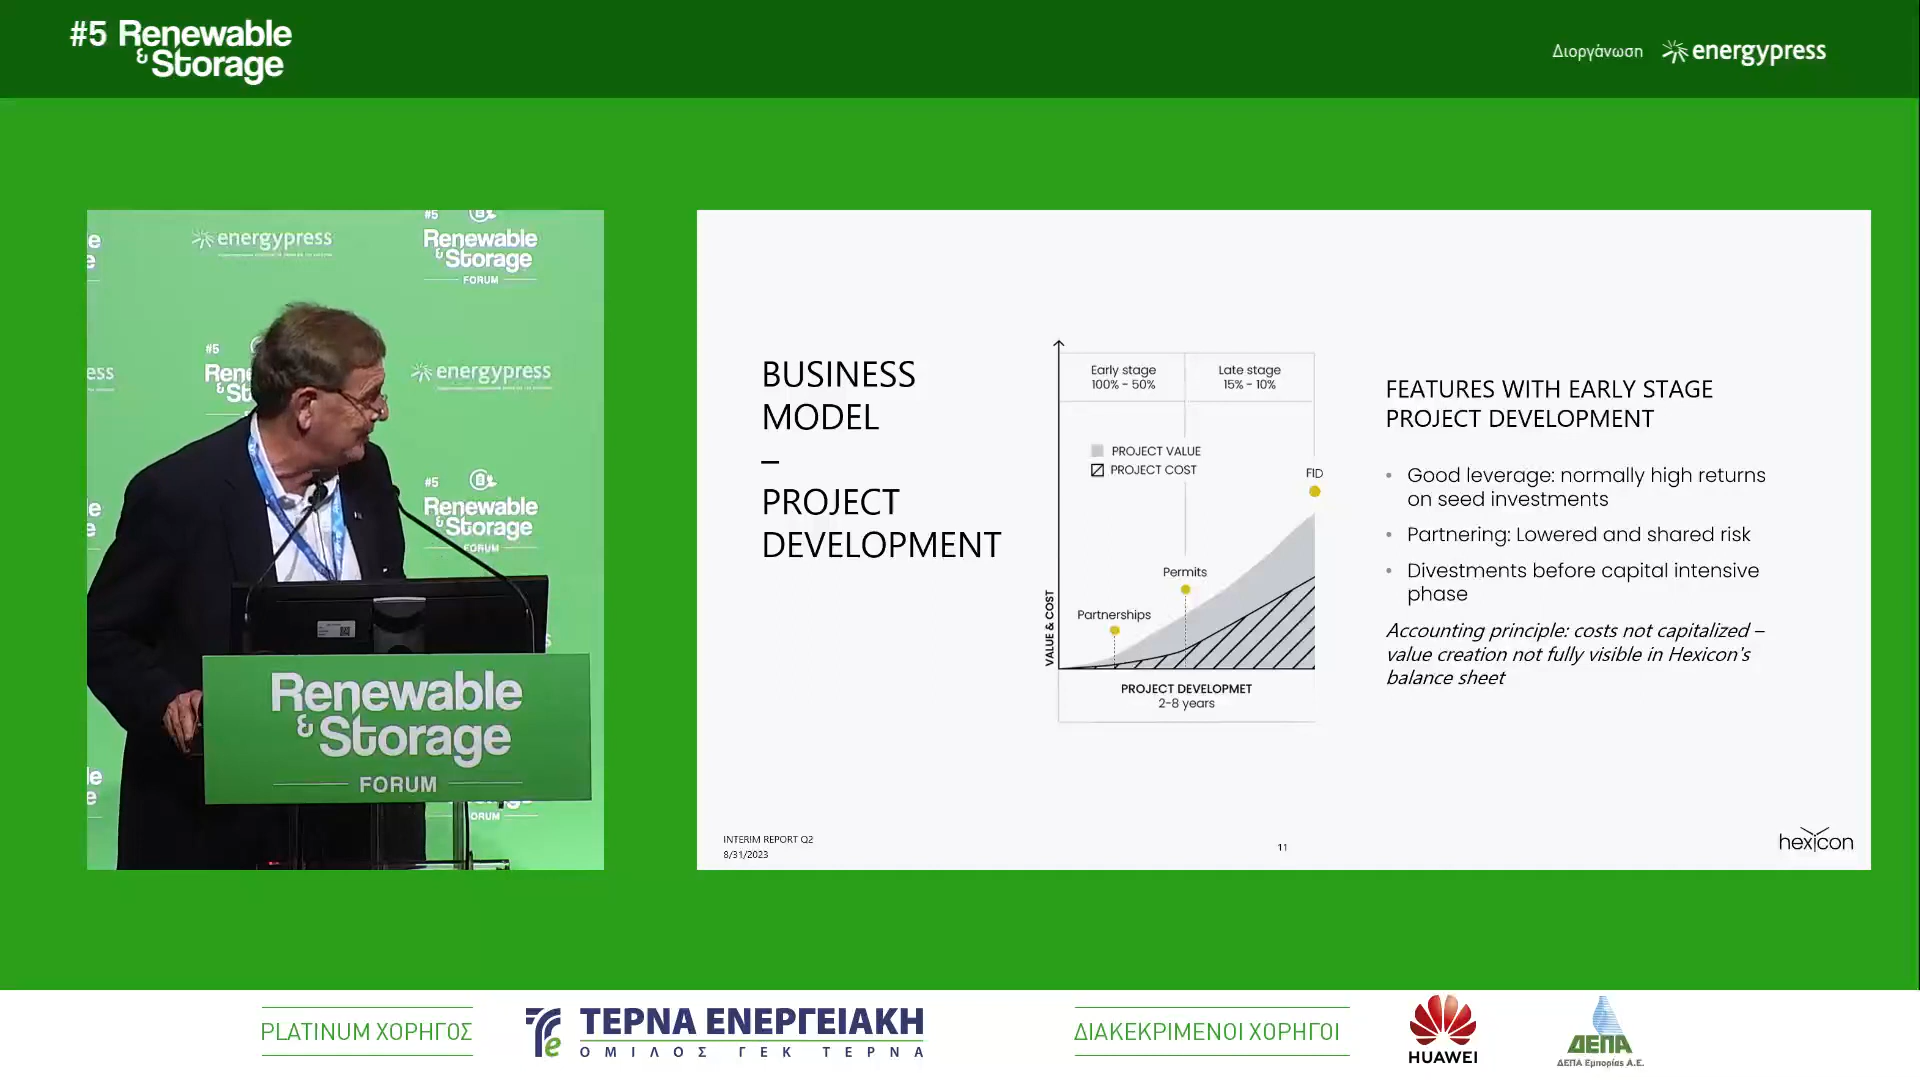 #5 Renewable
& Storage
Διοργάνωση
energypress
e
e
energypress
#5
Renewable
& Storage
FORUM
#5
ess
energypress
#5
Renewable
& Storage
FORUM
e
e
e
e
ORUM
Renewable
& Storage
FORUM
BUSINESS
MODEL
–
PROJECT
DEVELOPMENT
Early stage
100% - 50%
Late stage
15% - 10%
PROJECT VALUE
PROJECT COST
FID
Permits
Partnerships
VALUE & COST
PROJECT DEVELOPMET
2-8 years
FEATURES WITH EARLY STAGE
PROJECT DEVELOPMENT
• Good leverage: normally high returns
on seed investments
• Partnering: Lowered and shared risk
• Divestments before capital intensive
phase
Accounting principle: costs not capitalized –
value creation not fully visible in Hexicon's
balance sheet
INTERIM REPORT Q2
8/31/2023
11
hexicon
PLATINUM ΧΟΡΗΓΟΣ
ΤΕΡΝΑ ΕΝΕΡΓΕΙΑΚΗ
ΟΜΙΛΟΣ ΓΕΚ ΤΕΡΝΑ
ΔΙΑΚΕΚΡΙΜΕΝΟΙ ΧΟΡΗΓΟΙ
HUAWEI
ΔΕΠΑ
ΔΕΠΑ Εμπορίας Α.Ε.